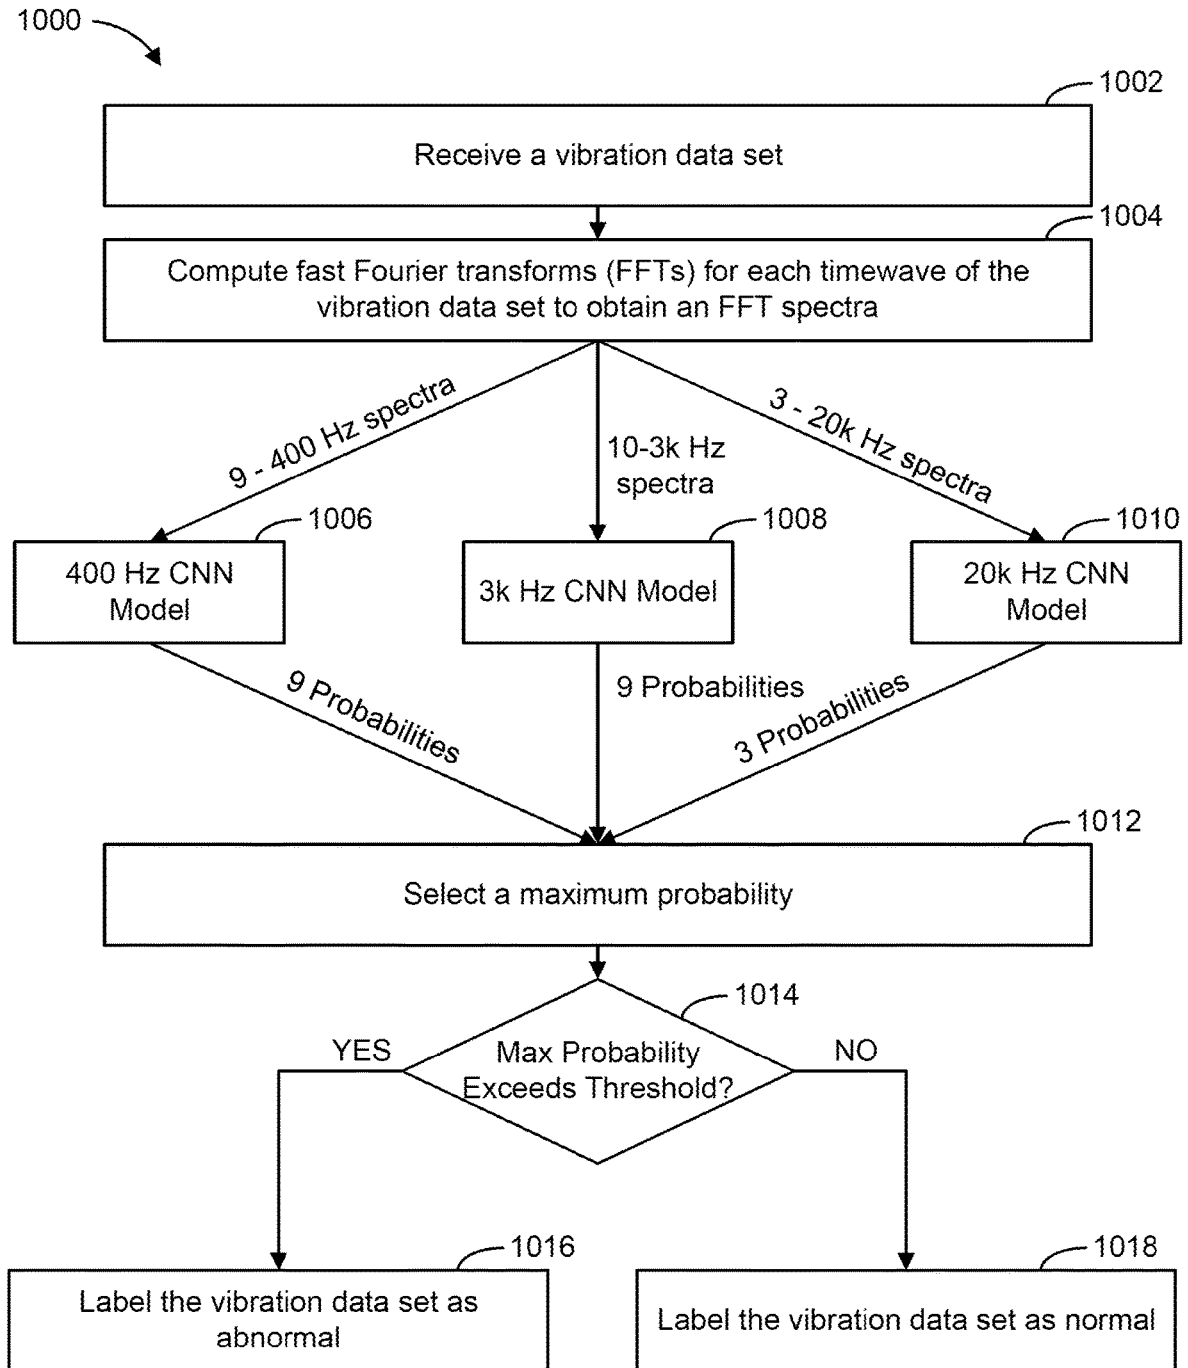 1000
1002
Receive a vibration data set
1004
Compute fast Fourier transforms (FFTs) for each timewave of the
vibration data set to obtain an FFT spectra
9 - 400 Hz spectra
10-3k Hz
spectra
3 - 20k Hz spectra
1006
1008
1010
400 Hz CNN
Model
3k Hz CNN Model
20k Hz CNN
Model
9 Probabilities
9 Probabilities
3 Probabilities
1012
Select a maximum probability
1014
YES
Max Probability
Exceeds Threshold?
NO
1016
1018
Label the vibration data set as
abnormal
Label the vibration data set as normal